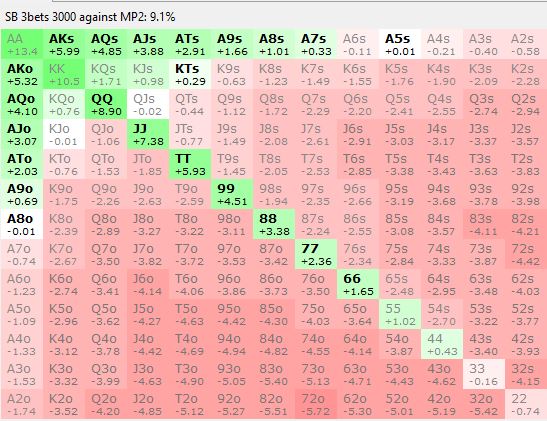 SB 3bets 3000 against MP2: 9.1%
AA AKs AQs AJs ATs A9s A8s A7s A6s A5s A4s A3s A2s
+13.4 +5.99 +4.85 +3.88 +2.91 +1.66 +1.01 +0.33 -0.11 +0.01 -0.21 -0.40 -0.58
AKo KK KQs KJs KTs K9s K8s K7s K6s K5s K4s K3s K2s
+5.32 +10.5 +1.71 +0.98 +0.29 -0.63 -1.23 -1.49 -1.55 -1.76 -1.90 -2.09 -2.28
AQo KQo QQ QJs QTs Q9s Q8s Q7s Q6s Q5s Q4s Q3s Q2s
+4.10 +0.76 +8.90 -0.02 -0.44 -1.12 -1.72 -2.29 -2.20 -2.41 -2.55 -2.74 -2.94
AJo KJo QJo JJ JTs J9s J8s J7s J6s J5s J4s J3s J2s
+3.07 -0.01 -1.06 +7.38 -0.77 -1.49 -2.08 -2.61 -2.91 -3.03 -3.17 -3.37 -3.57
ATo KTo QTo JTo TT T9s T8s T7s T6s T5s T4s T3s T2s
+2.03 -0.76 -1.53 -1.85 +5.93 -1.45 -2.05 -2.53 -2.85 -3.38 -3.43 -3.63 -3.83
A9o K9o Q9o J9o T9o 99 98s 97s 96s 95s 94s 93s 92s
+0.69 -1.75 -2.26 -2.63 -2.59 +4.51 -1.94 -2.35 -2.66 -3.19 -3.68 -3.78 -3.98
A8o K8o Q8o J8o T8o 98o 88 87s 86s 85s 84s 83s 82s
-0.01 -2.39 -2.89 -3.27 -3.22 -3.11 +3.38 -2.24 -2.55 -3.08 -3.57 -4.11 -4.21
A7o K7o Q7o J7o T7o 97o 87o 77 76s 75s 74s 73s 72s
-0.74 -2.67 -3.50 -3.82 -3.72 -3.53 -3.42 +2.36 -2.34 -2.84 -3.33 -3.87 -4.42
A6o K6o Q6o J6o T6o 96o 86o 76o 66 65s 64s 63s 62s
-1.23 -2.74 -3.41 -4.14 -4.06 -3.86 -3.73 -3.50 +1.65 -2.48 -2.95 -3.48 -4.03
A5o K5o Q5o J5o T5o 95o 85o 75o 65o 55 54s 53s 52s
-1.09 -2.96 -3.62 -4.27 -4.63 -4.42 -4.30 -4.03 -3.64 +1.02 -2.70 -3.22 -3.77
A4o K4o Q4o J4o T4o 94o 84o 74o 64o 54o 44 43s 42s
-1.33 -3.12 -3.78 -4.42 -4.69 -4.94 -4.82 -4.55 -4.14 -3.87 +0.43 -3.40 -3.93
A3o K3o Q3o J3o T3o 93o 83o 73o 63o 53o 43o 33 32s
-1.53 -3.32 -3.99 -4.63 -4.90 -5.05 -5.40 -5.13 -4.71 -4.43 -4.62 -0.16 -4.15
A2o K2o Q2o J2o T2o 92o 82o 72o 62o 52o 42o 32o 22
-1.74 -3.52 -4.20 -4.85 -5.12 -5.27 -5.51 -5.72 -5.30 -5.01 -5.19 -5.42 -0.74